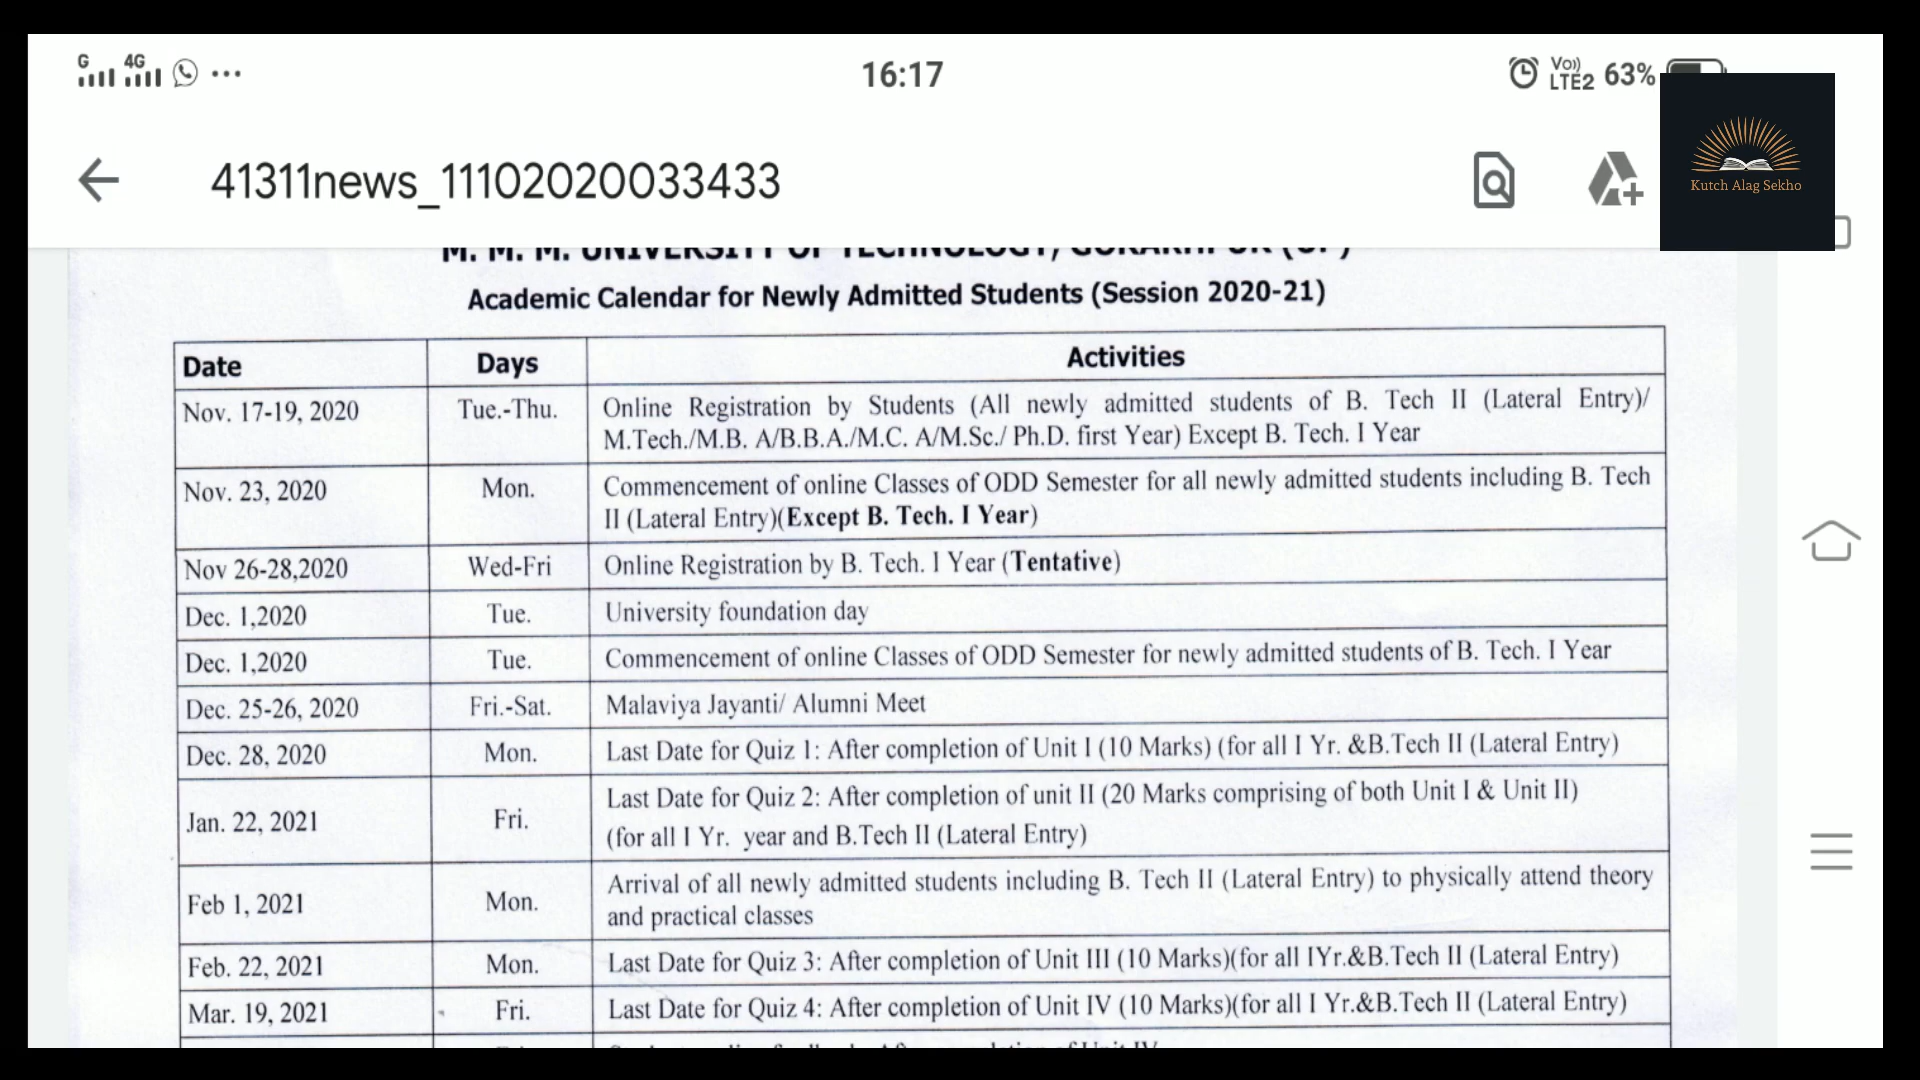 G 4G ... 16:17 Vo)) LTE2 63%
41311news_11102020033433
Kutch Alag Sekho
M. M. M. UNIVERSITY OF TECHNOLOGY, GORAKHPUR (UP)
Academic Calendar for Newly Admitted Students (Session 2020-21)
Date Days Activities
Nov. 17-19, 2020 Tue.-Thu. Online Registration by Students (All newly admitted students of B. Tech II (Lateral Entry)/
M.Tech./M.B. A/B.B.A./M.C. A/M.Sc./ Ph.D. first Year) Except B. Tech. I Year
Nov. 23, 2020 Mon. Commencement of online Classes of ODD Semester for all newly admitted students including B. Tech
II (Lateral Entry)(Except B. Tech. I Year)
Nov 26-28,2020 Wed-Fri Online Registration by B. Tech. I Year (Tentative)
Dec. 1,2020 Tue. University foundation day
Dec. 1,2020 Tue. Commencement of online Classes of ODD Semester for newly admitted students of B. Tech. I Year
Dec. 25-26, 2020 Fri.-Sat. Malaviya Jayanti/ Alumni Meet
Dec. 28, 2020 Mon. Last Date for Quiz 1: After completion of Unit I (10 Marks) (for all I Yr. &B.Tech II (Lateral Entry)
Jan. 22, 2021 Fri. Last Date for Quiz 2: After completion of unit II (20 Marks comprising of both Unit I & Unit II)
(for all I Yr. year and B.Tech II (Lateral Entry)
Feb 1, 2021 Mon. Arrival of all newly admitted students including B. Tech II (Lateral Entry) to physically attend theory
and practical classes
Feb. 22, 2021 Mon. Last Date for Quiz 3: After completion of Unit III (10 Marks)(for all IYr.&B.Tech II (Lateral Entry)
Mar. 19, 2021 Fri. Last Date for Quiz 4: After completion of Unit IV (10 Marks)(for all I Yr.&B.Tech II (Lateral Entry)